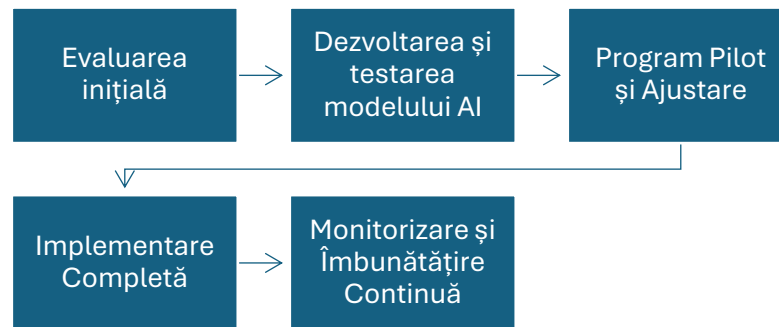 Evaluarea
inițială
Dezvoltarea și
testarea
modelului AI
Program Pilot
și Ajustare
Implementare
Completă
Monitorizare și
Îmbunătățire
Continuă